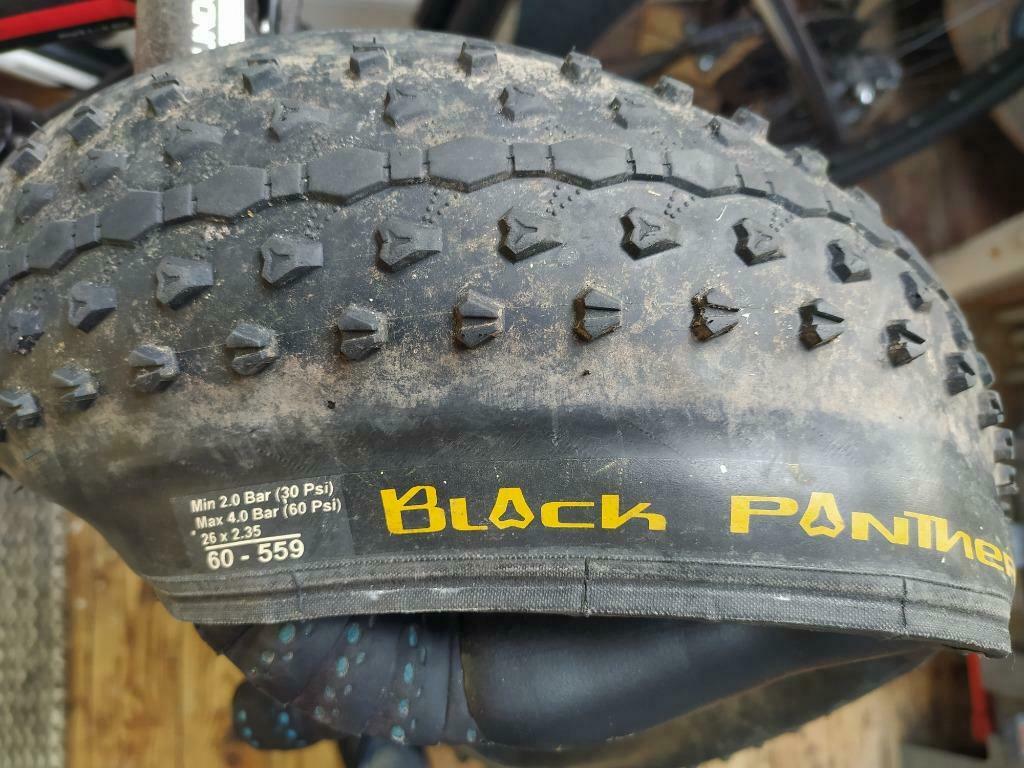 Min 2.0 Bar (30 Psi)
Max 4.0 Bar (60 Psi)
26 x 2.35
60 - 559
BLACK PANTHER